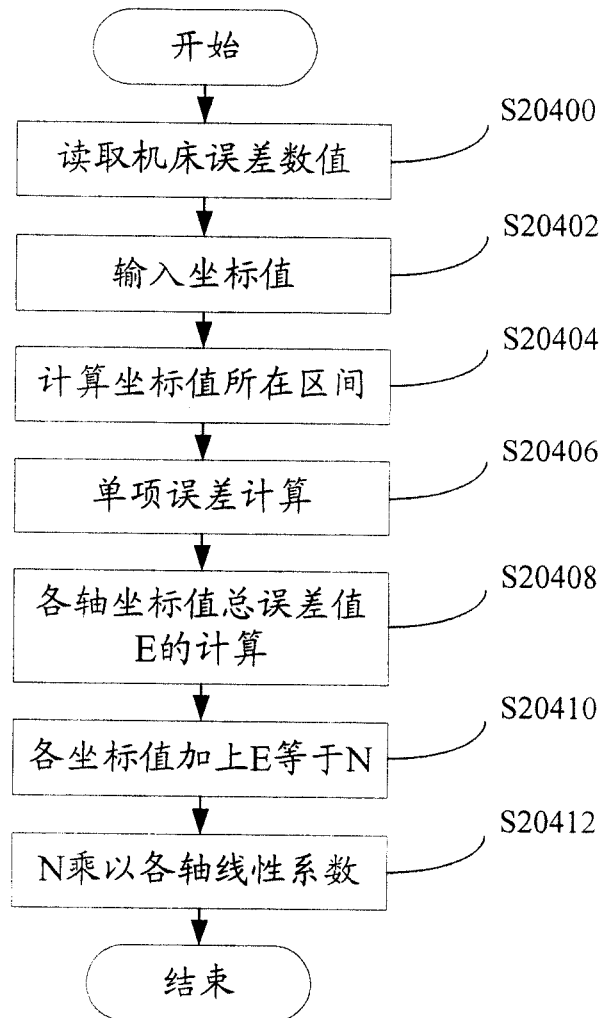 开始
S20400
读取机床误差数值
S20402
输入坐标值
S20404
计算坐标值所在区间
S20406
单项误差计算
S20408
各轴坐标值总误差值
E的计算
S20410
各坐标值加上E等于N
S20412
N乘以各轴线性系数
结束